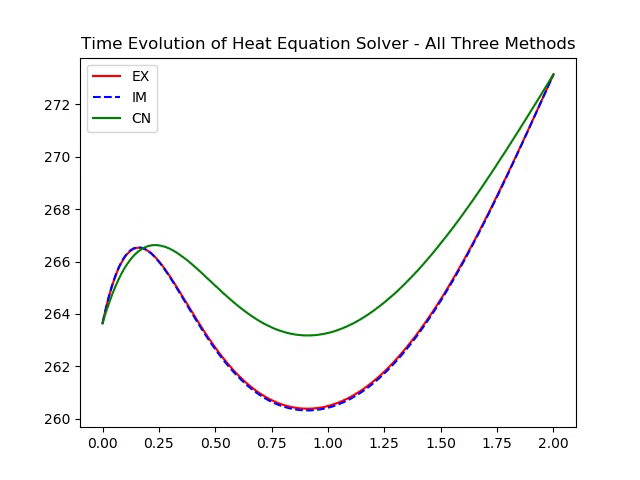 Time Evolution of Heat Equation Solver - All Three Methods
EX
IM
CN
272
270
268
266
264
262
260
0.00 0.25 0.50 0.75 1.00 1.25 1.50 1.75 2.00